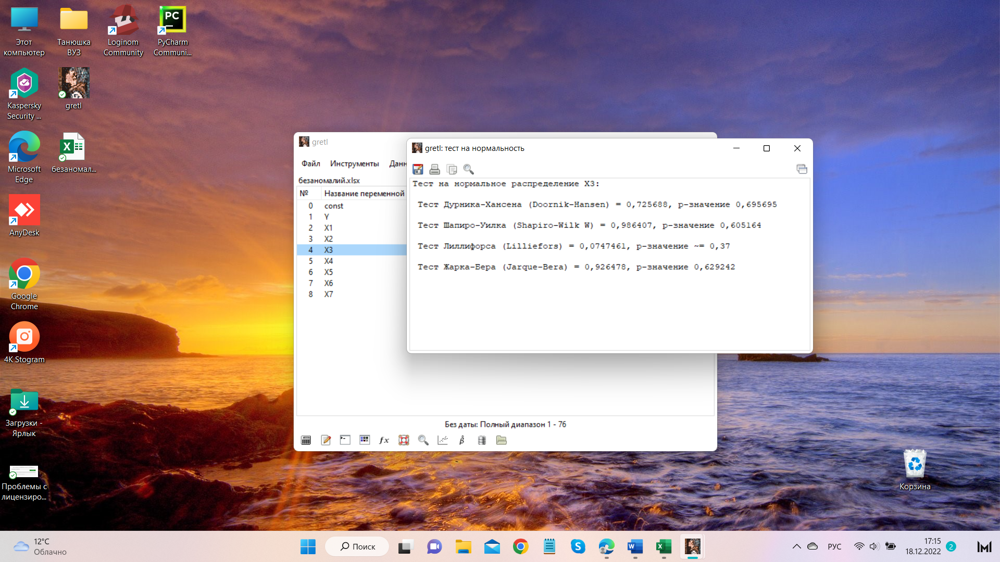 Этот
компьютер
Танюшка
ВУЗ
Loginom
Community
PC
PyCharm
Communi...
Kaspersky
Security ...
gretl
Microsoft
Edge
безаномал...
AnyDesk
Google
Chrome
4K Stogram
Загрузки -
Ярлык
Проблемы с
лицензиро...
Корзина
gretl
Файл Инструменты Данн
безаномалий.xlsx
№ Название переменной
0 const
1 Y
2 X1
3 X2
4 X3
5 X4
6 X5
7 X6
8 X7
Без даты: Полный диапазон 1 - 76
gretl: тест на нормальность
Тест на нормальное распределение X3:
Тест Дурника-Хансена (Doornik-Hansen) = 0,725688, p-значение 0,695695
Тест Шапиро-Уилка (Shapiro-Wilk W) = 0,986407, p-значение 0,605164
Тест Лиллифорса (Lilliefors) = 0,0747461, p-значение ~= 0,37
Тест Жарка-Бера (Jarque-Bera) = 0,926478, p-значение 0,629242
12°C
Облачно
Поиск
РУС
17:15
18.12.2022
2